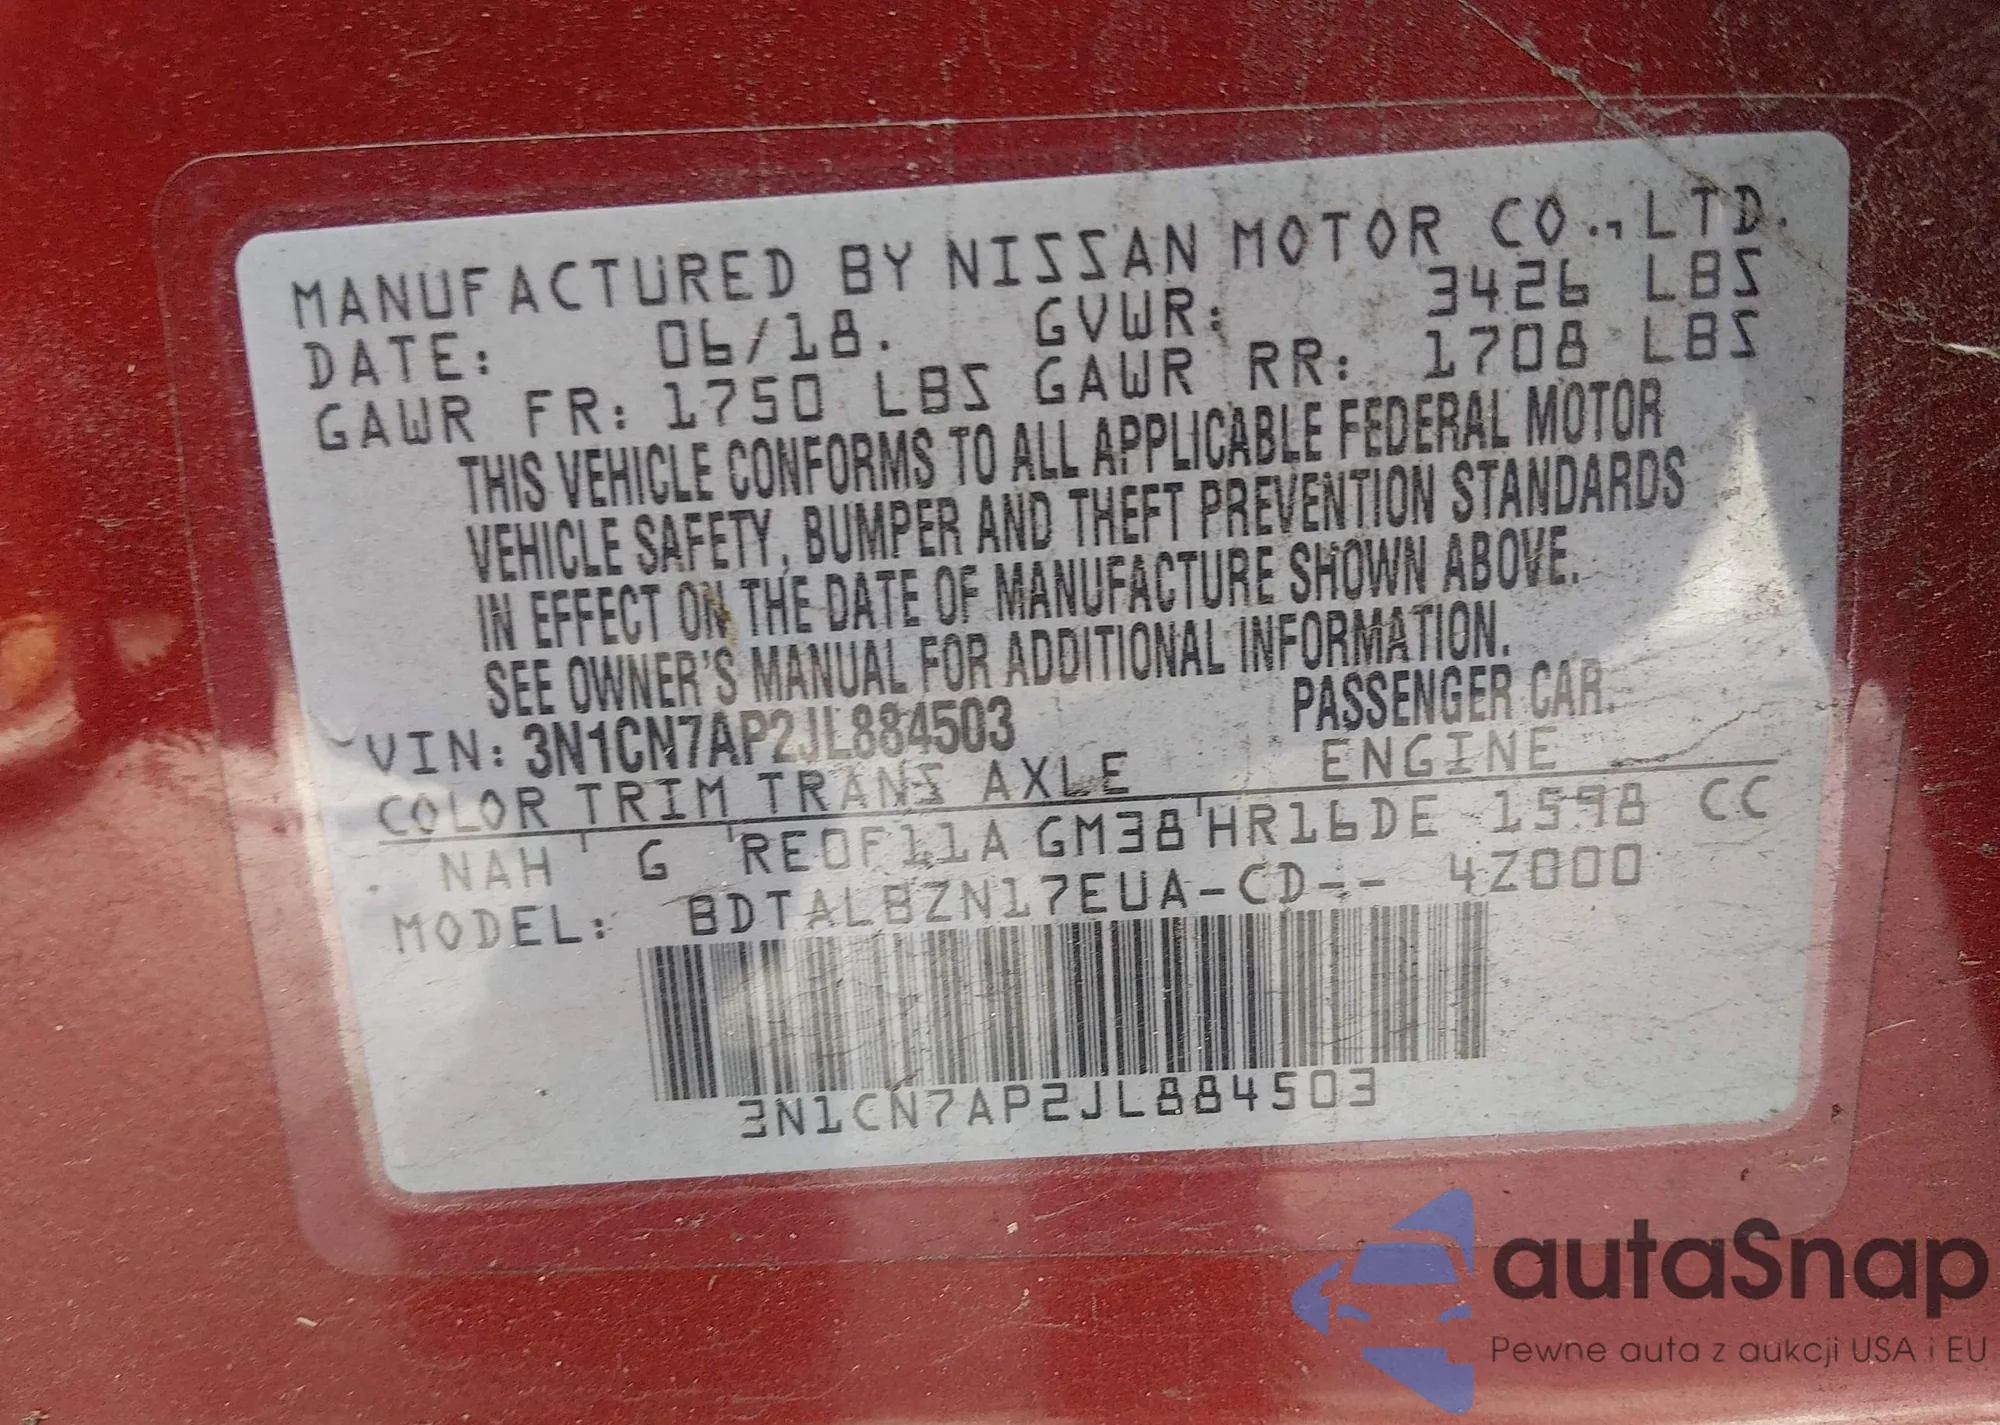 MANUFACTURED BY NISSAN MOTOR CO.,LTD.
DATE: 06/18. GVWR: 3426 LBS
GAWR FR: 1750 LBS GAWR RR: 1708 LBS
THIS VEHICLE CONFORMS TO ALL APPLICABLE FEDERAL MOTOR
VEHICLE SAFETY, BUMPER AND THEFT PREVENTION STANDARDS
IN EFFECT ON THE DATE OF MANUFACTURE SHOWN ABOVE.
SEE OWNER'S MANUAL FOR ADDITIONAL INFORMATION.
VIN: 3N1CN7AP2JL884503 PASSENGER CAR.
COLOR TRIM TRANS AXLE ENGINE
NAH G RE0F11A GM38 HR16DE 1598 CC
MODEL: BDTALBZN17EUA-CD-- 4Z000
3N1CN7AP2JL884503
autaSnap
Pewne auta z aukcji USA i EU